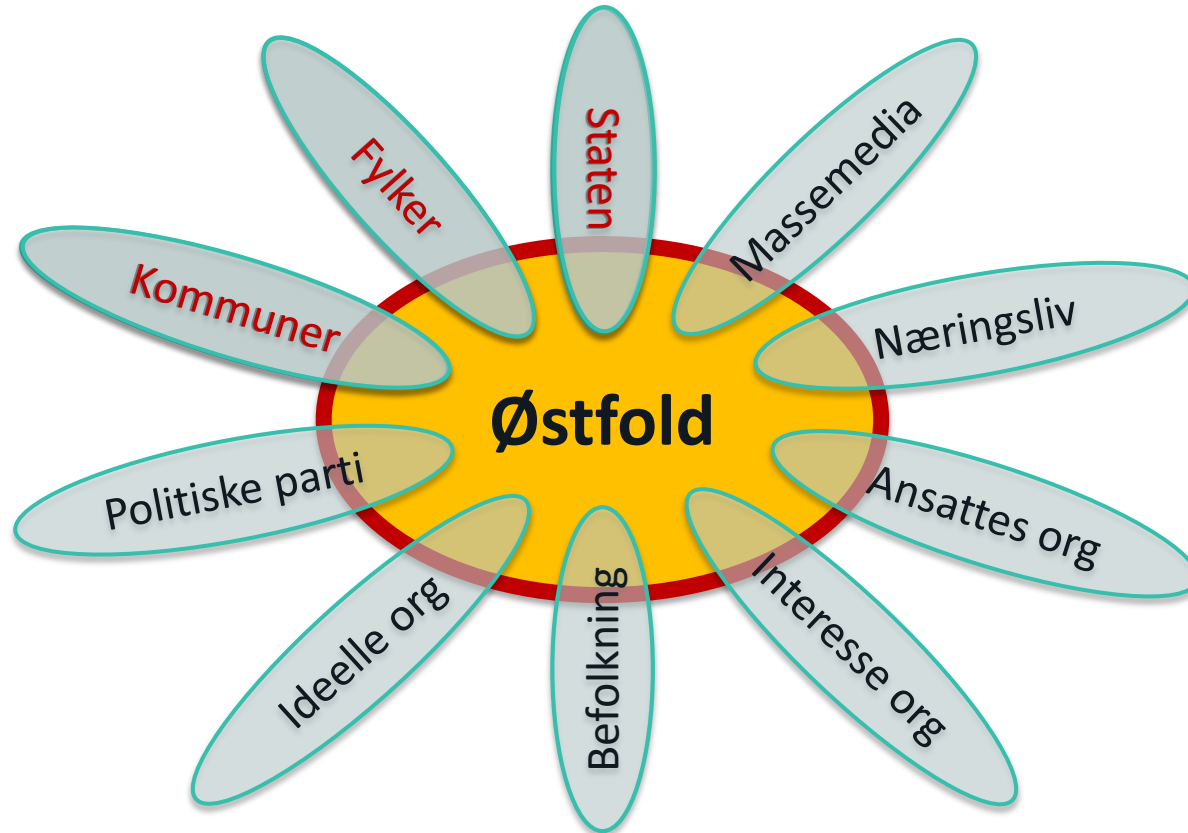 Staten
Massemedia
Fylker
Næringsliv
Kommuner
Østfold
Politiske parti
Ansattes org
Ideelle org
Befolkning
Interesse org